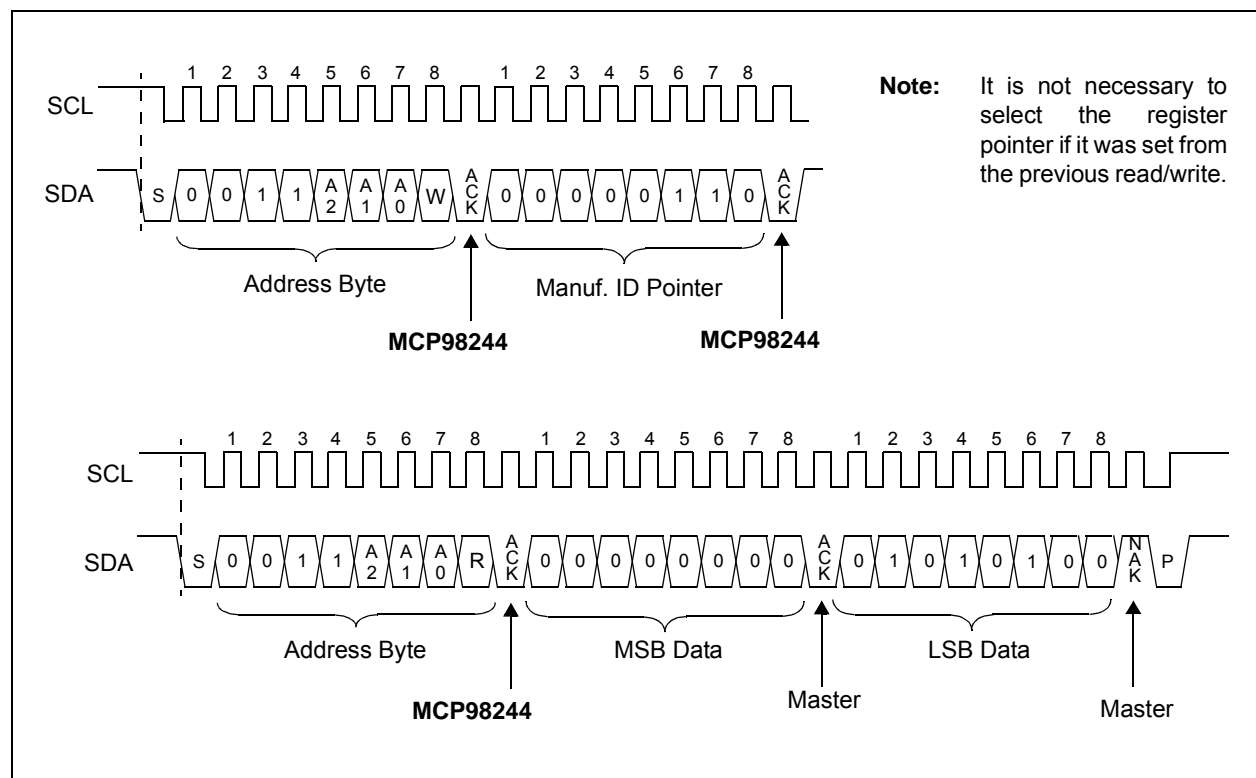 1 2 3 4 5 6 7 8 1 2 3 4 5 6 7 8
SCL
SDA
S 0 0 1 1 A2 A1 A0 W ACK 0 0 0 0 0 1 1 0 ACK
Address Byte
Manuf. ID Pointer
MCP98244
MCP98244
Note: It is not necessary to
select the register
pointer if it was set from
the previous read/write.
1 2 3 4 5 6 7 8 1 2 3 4 5 6 7 8 1 2 3 4 5 6 7 8
SCL
SDA
S 0 0 1 1 A2 A1 A0 R ACK 0 0 0 0 0 0 0 0 ACK 0 1 0 1 0 1 0 0 NAK P
Address Byte
MSB Data
LSB Data
MCP98244
Master
Master